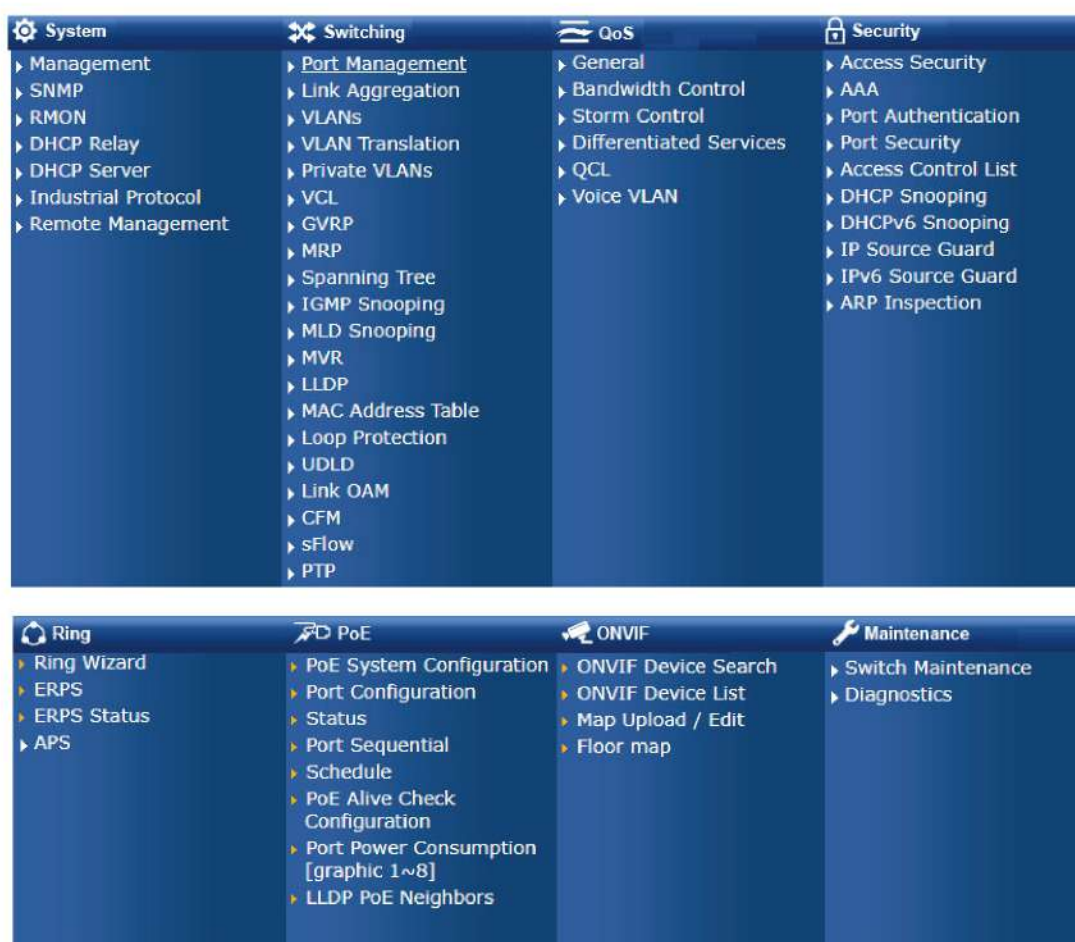 System
Management
SNMP
RMON
DHCP Relay
DHCP Server
Industrial Protocol
Remote Management
Switching
Port Management
Link Aggregation
VLANs
VLAN Translation
Private VLANs
VCL
GVRP
MRP
Spanning Tree
IGMP Snooping
MLD Snooping
MVR
LLDP
MAC Address Table
Loop Protection
UDLD
Link OAM
CFM
sFlow
PTP
QoS
General
Bandwidth Control
Storm Control
Differentiated Services
QCL
Voice VLAN
Security
Access Security
AAA
Port Authentication
Port Security
Access Control List
DHCP Snooping
DHCPv6 Snooping
IP Source Guard
IPv6 Source Guard
ARP Inspection
Ring
Ring Wizard
ERPS
ERPS Status
APS
PoE
PoE System Configuration
Port Configuration
Status
Port Sequential
Schedule
PoE Alive Check
Configuration
Port Power Consumption
[graphic 1~8]
LLDP PoE Neighbors
ONVIF
ONVIF Device Search
ONVIF Device List
Map Upload / Edit
Floor map
Maintenance
Switch Maintenance
Diagnostics